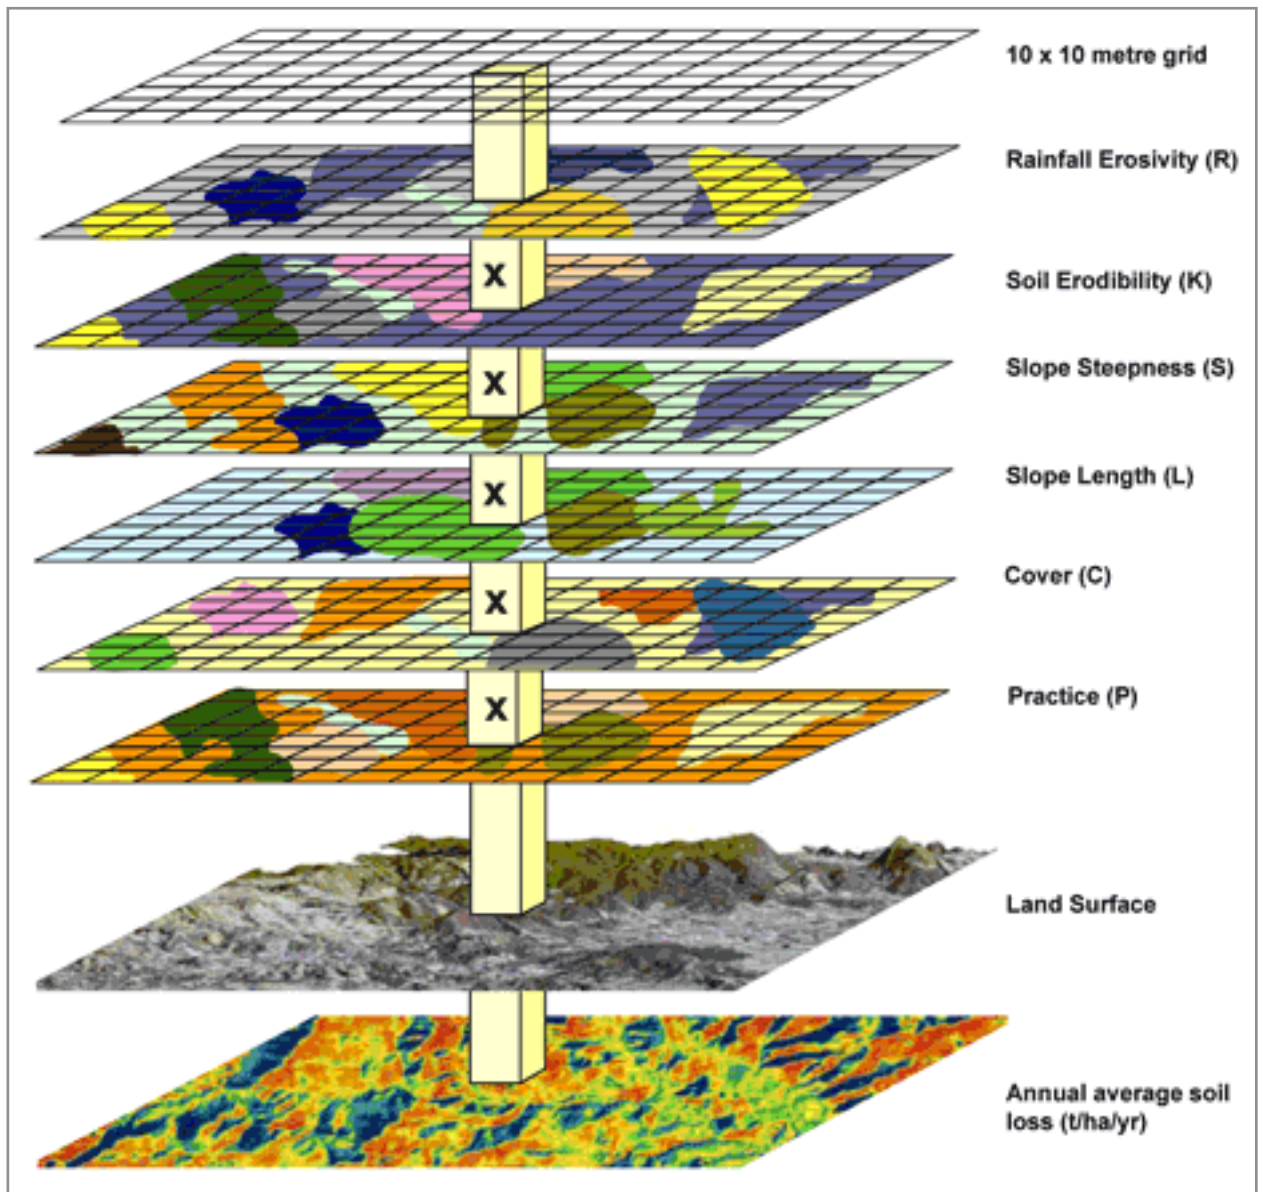 10 x 10 metre grid
Rainfall Erosivity (R)
X
Soil Erodibility (K)
X
Slope Steepness (S)
X
Slope Length (L)
X
Cover (C)
X
Practice (P)
Land Surface
Annual average soil
loss (t/ha/yr)